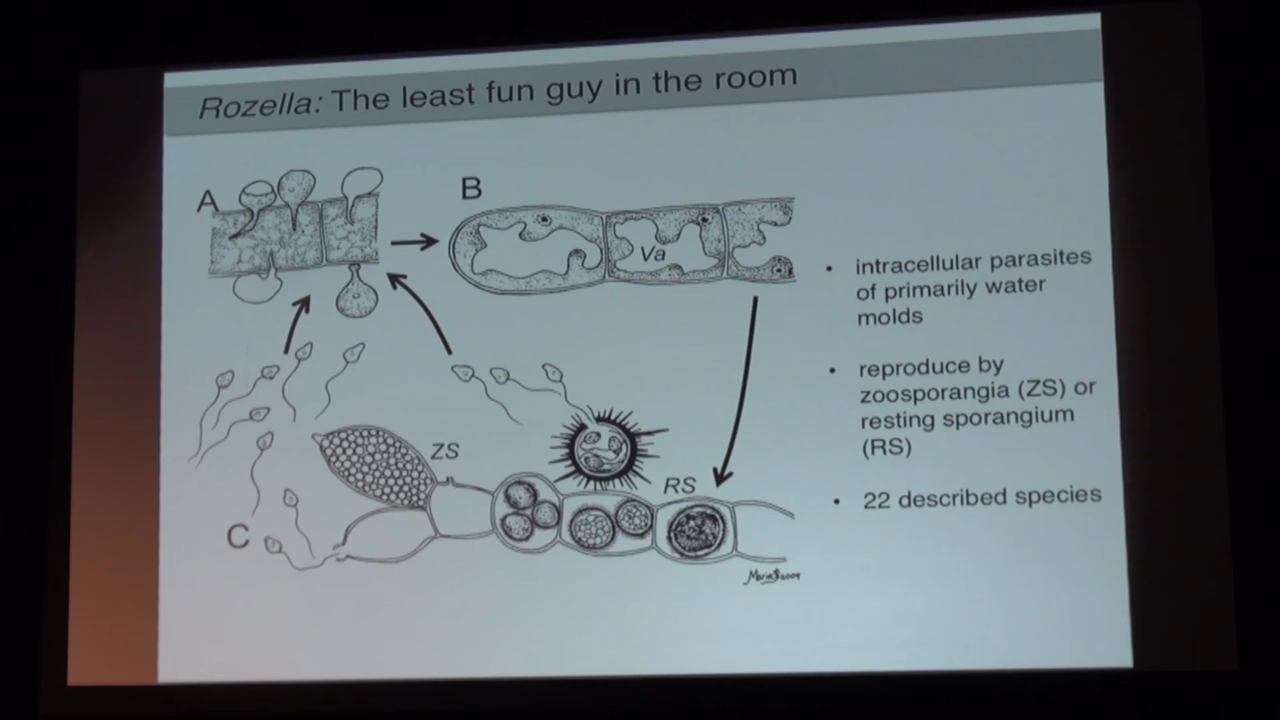 Rozella: The least fun guy in the room
A
B
Va
• intracellular parasites
of primarily water
molds
• reproduce by
zoosporangia (ZS) or
resting sporangium
(RS)
• 22 described species
ZS
RS
C